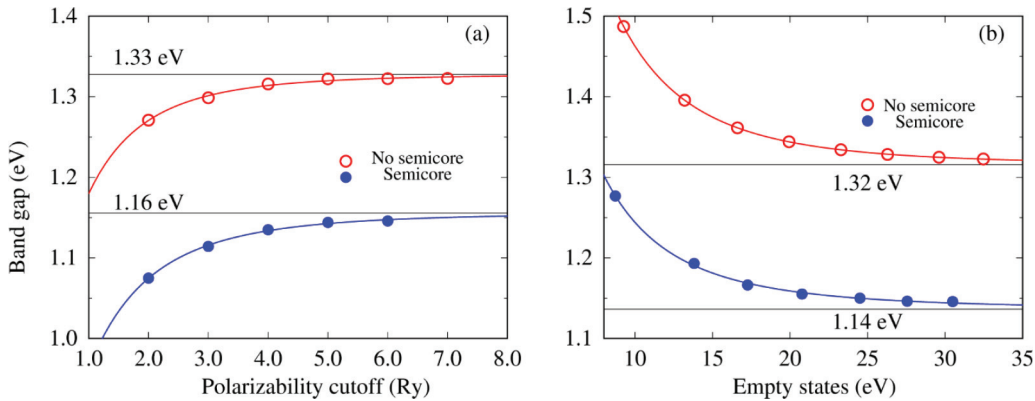 1.4
1.3
1.2
1.1
1.0
Band gap (eV)
(a)
1.33 eV
No semicore
Semicore
1.16 eV
1.0 2.0 3.0 4.0 5.0 6.0 7.0 8.0
Polarizability cutoff (Ry)
1.5
1.4
1.3
1.2
1.1
(b)
No semicore
Semicore
1.32 eV
1.14 eV
10 15 20 25 30 35
Empty states (eV)